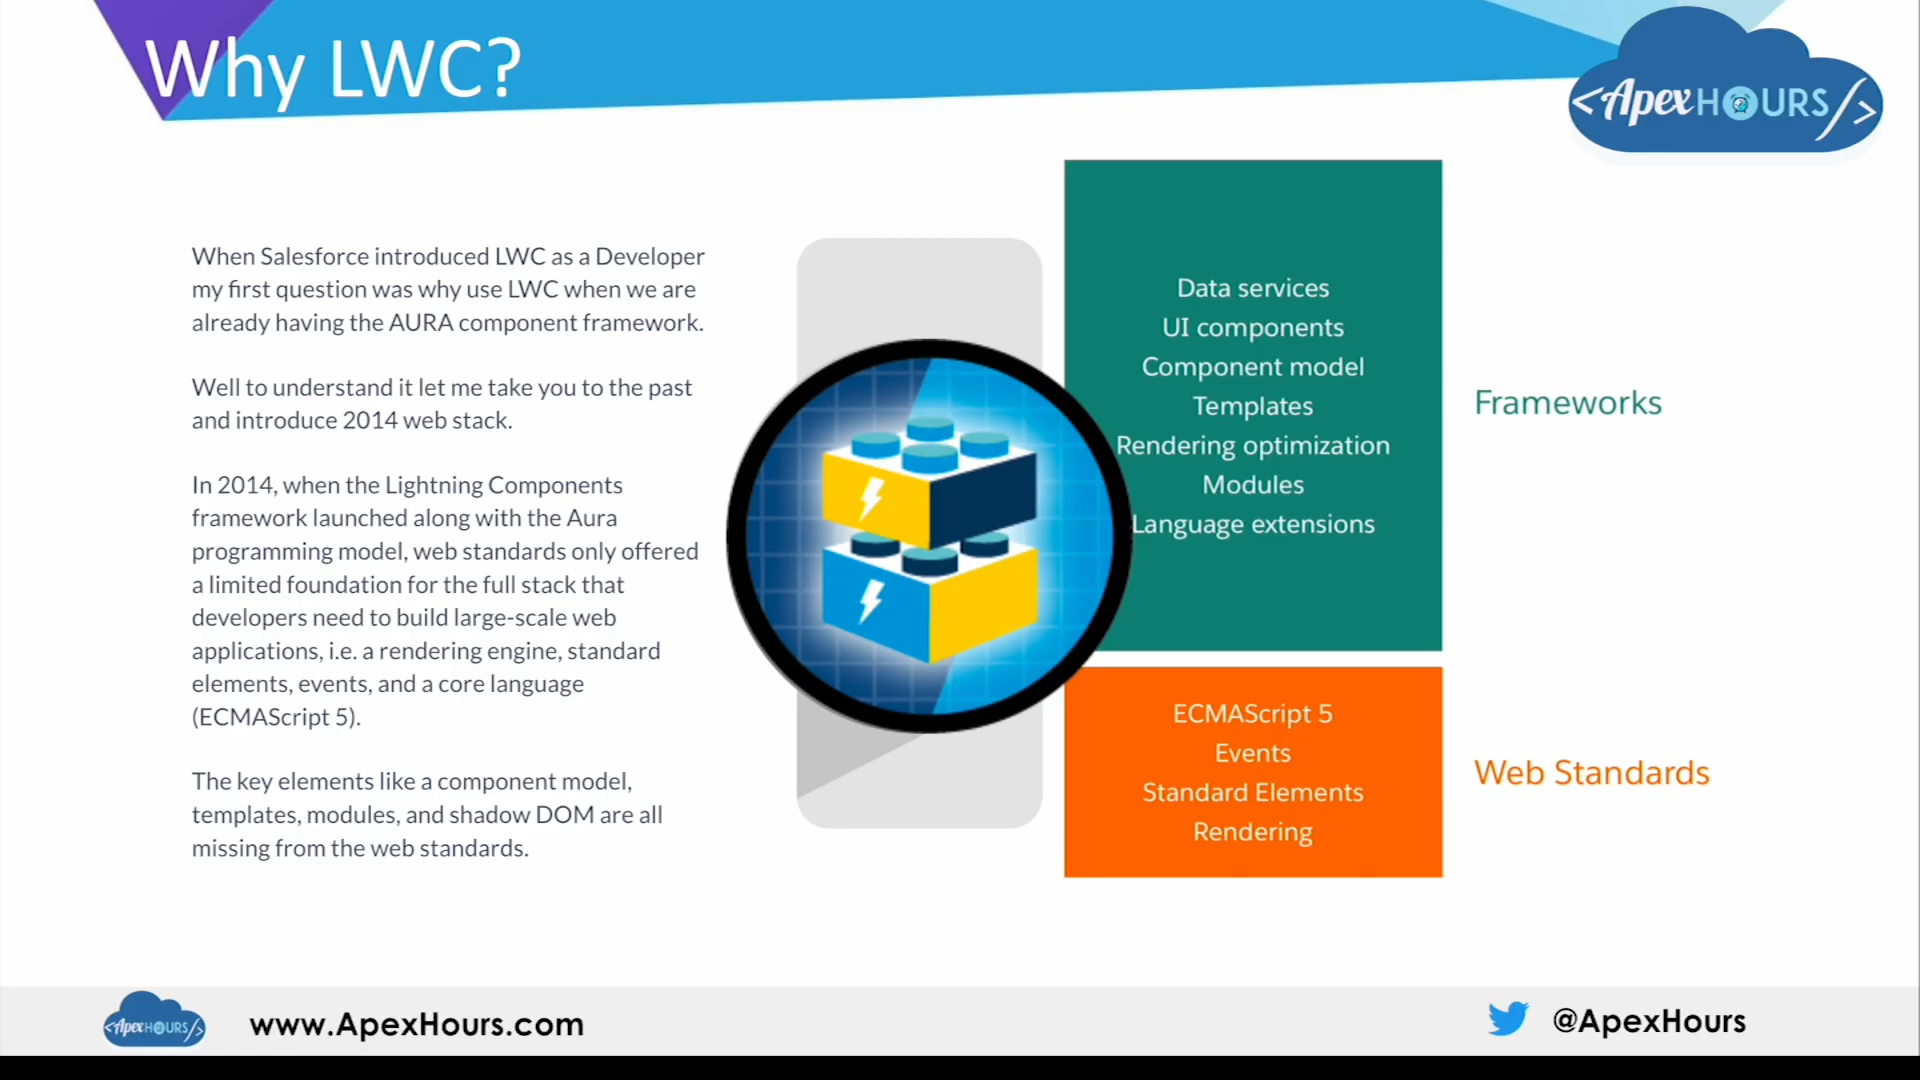 Why LWC?
<ApexHOURS/>
When Salesforce introduced LWC as a Developer
my first question was why use LWC when we are
already having the AURA component framework.
Well to understand it let me take you to the past
and introduce 2014 web stack.
In 2014, when the Lightning Components
framework launched along with the Aura
programming model, web standards only offered
a limited foundation for the full stack that
developers need to build large-scale web
applications, i.e. a rendering engine, standard
elements, events, and a core language
(ECMAScript 5).
The key elements like a component model,
templates, modules, and shadow DOM are all
missing from the web standards.
Data services
UI components
Component model
Templates
Rendering optimization
Modules
Language extensions
Frameworks
ECMAScript 5
Events
Standard Elements
Rendering
Web Standards
<ApexHOURS/>
www.ApexHours.com
@ApexHours